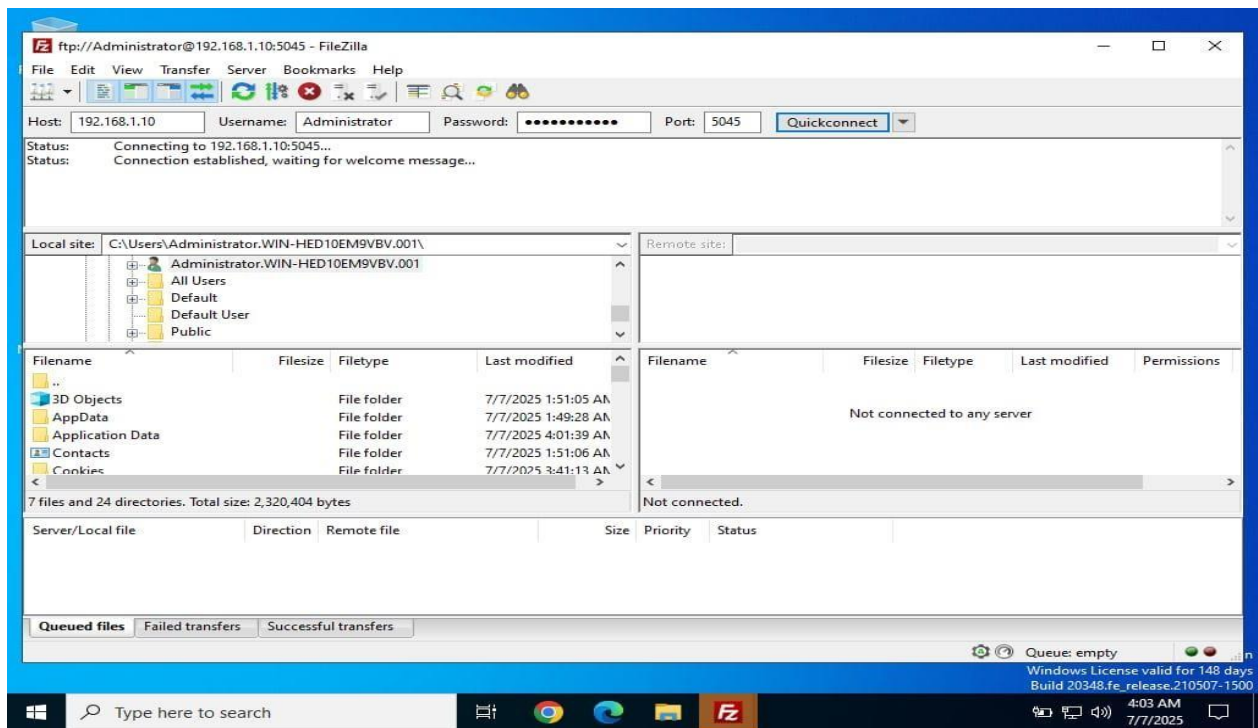 ftp://Administrator@192.168.1.10:5045 - FileZilla
File Edit View Transfer Server Bookmarks Help
Host: 192.168.1.10 Username: Administrator Password: ●●●●●●●●●●● Port: 5045 Quickconnect
Status: Connecting to 192.168.1.10:5045...
Status: Connection established, waiting for welcome message...
Local site: C:\Users\Administrator.WIN-HED10EM9VBV.001\ Remote site:
Administrator.WIN-HED10EM9VBV.001
All Users
Default
Default User
Public
Filename Filesize Filetype Last modified Filename Filesize Filetype Last modified Permissions
..
3D Objects File folder 7/7/2025 1:51:05 AM
AppData File folder 7/7/2025 1:49:28 AM
Not connected to any server
Application Data File folder 7/7/2025 4:01:39 AM
Contacts File folder 7/7/2025 1:51:06 AM
Cookies File folder 7/7/2025 3:41:13 AM
7 files and 24 directories. Total size: 2,320,404 bytes Not connected.
Server/Local file Direction Remote file Size Priority Status
Queued files Failed transfers Successful transfers
Queue: empty
Windows License valid for 148 days
Build 20348.fe_release.210507-1500
Type here to search
4:03 AM
7/7/2025